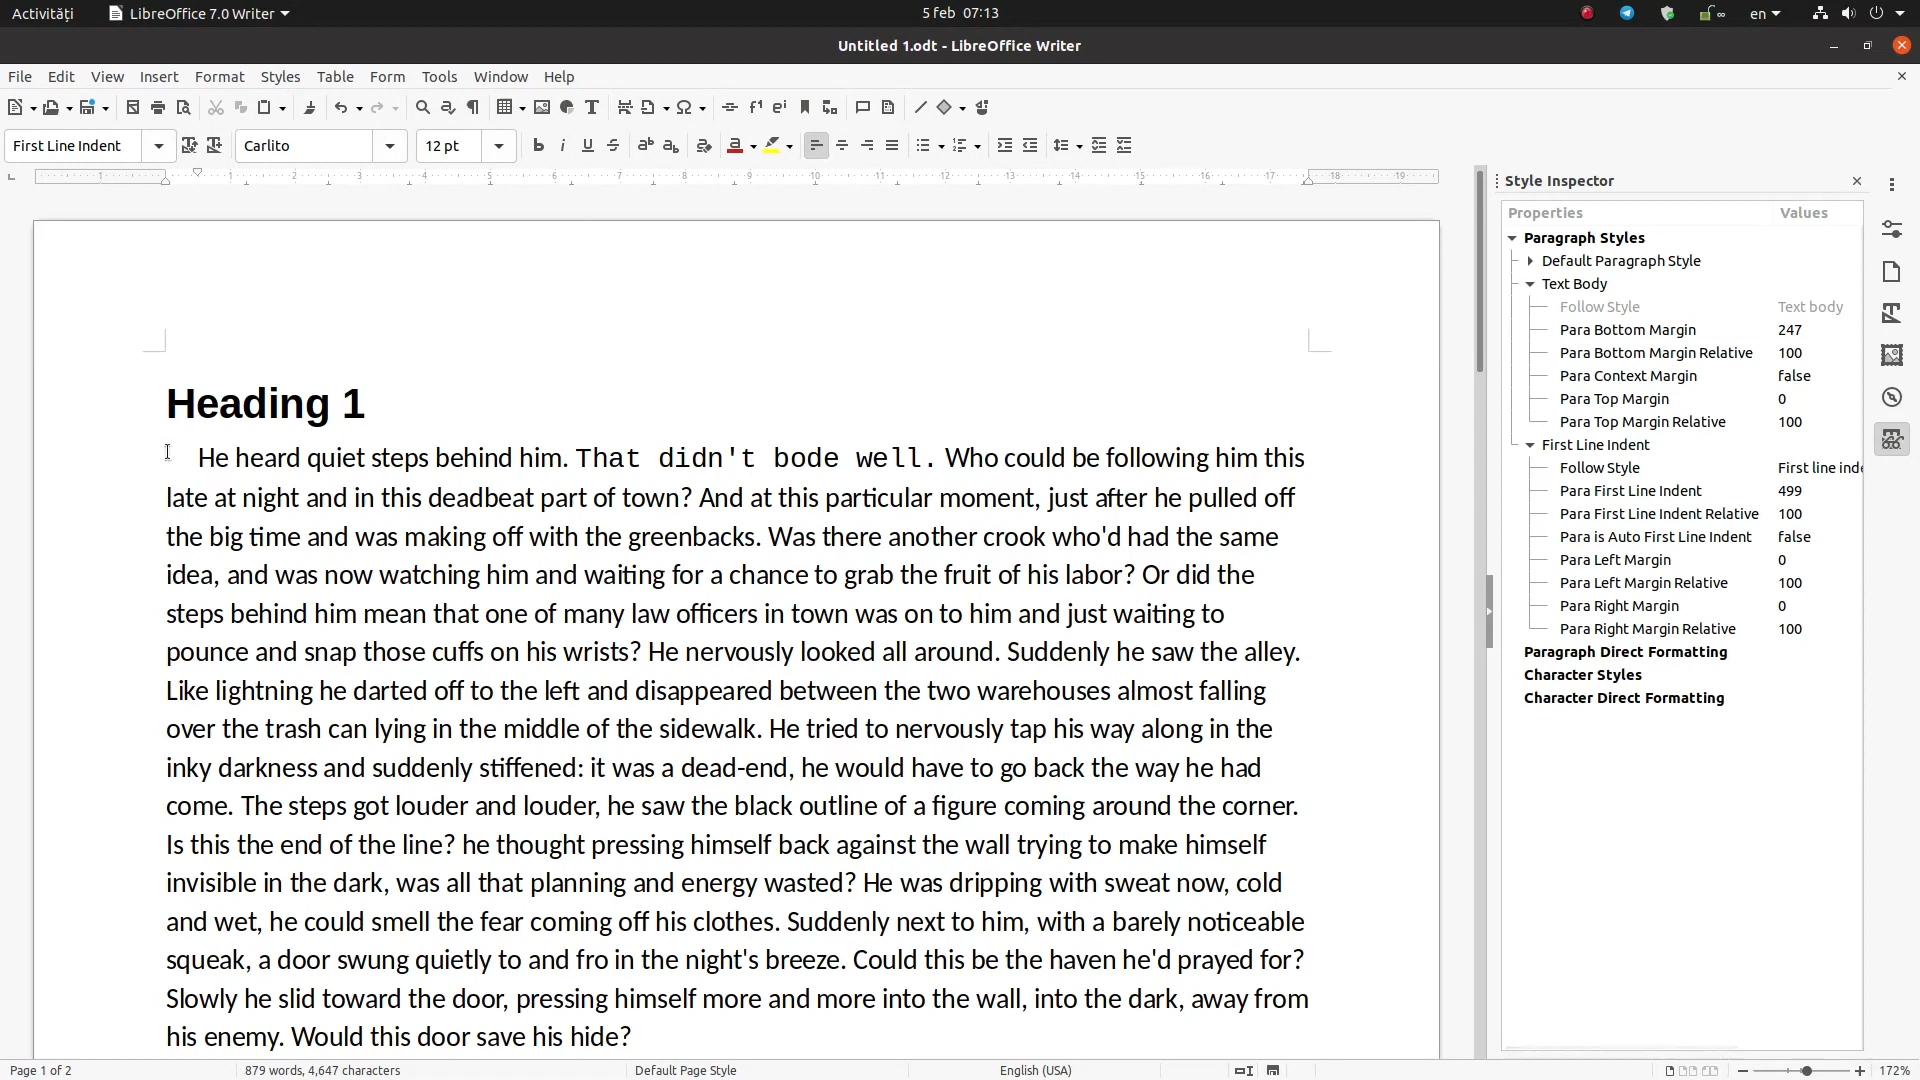 Activități LibreOffice 7.0 Writer 5 feb 07:13 ∞ en
Untitled 1.odt - LibreOffice Writer
File Edit View Insert Format Styles Table Form Tools Window Help
First Line Indent Carlito 12 pt
1 1 2 3 4 5 6 7 8 9 10 11 12 13 14 15 16 17 18 19
Heading 1
He heard quiet steps behind him. That didn't bode well. Who could be following him this
late at night and in this deadbeat part of town? And at this particular moment, just after he pulled off
the big time and was making off with the greenbacks. Was there another crook who'd had the same
idea, and was now watching him and waiting for a chance to grab the fruit of his labor? Or did the
steps behind him mean that one of many law officers in town was on to him and just waiting to
pounce and snap those cuffs on his wrists? He nervously looked all around. Suddenly he saw the alley.
Like lightning he darted off to the left and disappeared between the two warehouses almost falling
over the trash can lying in the middle of the sidewalk. He tried to nervously tap his way along in the
inky darkness and suddenly stiffened: it was a dead-end, he would have to go back the way he had
come. The steps got louder and louder, he saw the black outline of a figure coming around the corner.
Is this the end of the line? he thought pressing himself back against the wall trying to make himself
invisible in the dark, was all that planning and energy wasted? He was dripping with sweat now, cold
and wet, he could smell the fear coming off his clothes. Suddenly next to him, with a barely noticeable
squeak, a door swung quietly to and fro in the night's breeze. Could this be the haven he'd prayed for?
Slowly he slid toward the door, pressing himself more and more into the wall, into the dark, away from
his enemy. Would this door save his hide?
Style Inspector
Properties Values
Paragraph Styles
Default Paragraph Style
Text Body
Follow Style Text body
Para Bottom Margin 247
Para Bottom Margin Relative 100
Para Context Margin false
Para Top Margin 0
Para Top Margin Relative 100
First Line Indent
Follow Style First line inde
Para First Line Indent 499
Para First Line Indent Relative 100
Para is Auto First Line Indent false
Para Left Margin 0
Para Left Margin Relative 100
Para Right Margin 0
Para Right Margin Relative 100
Paragraph Direct Formatting
Character Styles
Character Direct Formatting
Page 1 of 2 879 words, 4,647 characters Default Page Style English (USA) 172%